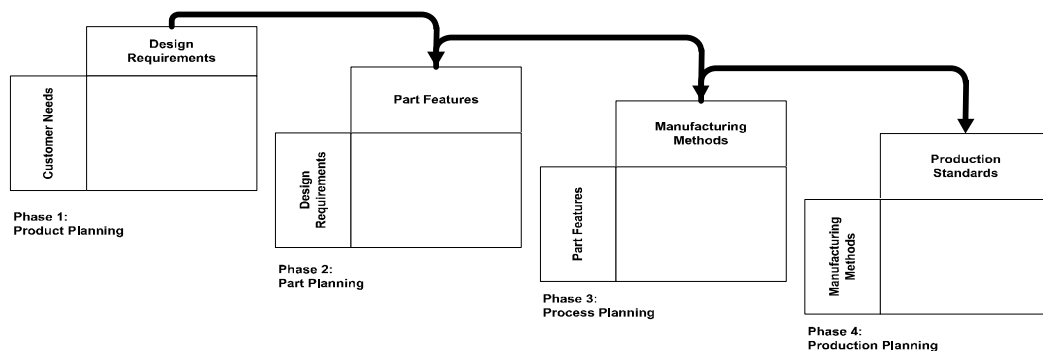 Design
Requirements
Customer Needs
Phase 1:
Product Planning
Part Features
Design
Requirements
Phase 2:
Part Planning
Manufacturing
Methods
Part Features
Phase 3:
Process Planning
Production
Standards
Manufacturing
Methods
Phase 4:
Production Planning